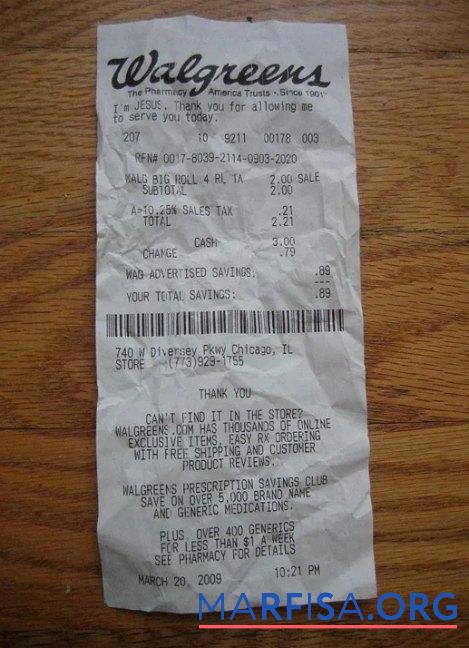 Walgreens
The Pharmacy America Trusts • Since 1901
I'm JESUS. Thank you for allowing me
to serve you today.
207 10 9211 00178 003
RFN# 0017-8039-2114-0903-2020
WALG BIG ROLL 4 RL 1A 2.00 SALE
SUBTOTAL 2.00
A=10.25% SALES TAX .21
TOTAL 2.21
CASH 3.00
CHANGE .79
WAG ADVERTISED SAVINGS: .89
---
YOUR TOTAL SAVINGS: .89
740 W Diversey Pkwy Chicago, IL
STORE (773)929-1755
THANK YOU
CAN'T FIND IT IN THE STORE?
WALGREENS.COM HAS THOUSANDS OF ONLINE
EXCLUSIVE ITEMS, EASY RX ORDERING
WITH FREE SHIPPING AND CUSTOMER
PRODUCT REVIEWS.
WALGREENS PRESCRIPTION SAVINGS CLUB
SAVE ON OVER 5,000 BRAND NAME
AND GENERIC MEDICATIONS.
PLUS, OVER 400 GENERICS
FOR LESS THAN $1 A WEEK
SEE PHARMACY FOR DETAILS
MARCH 20, 2009 10:21 PM
MARFISA.ORG